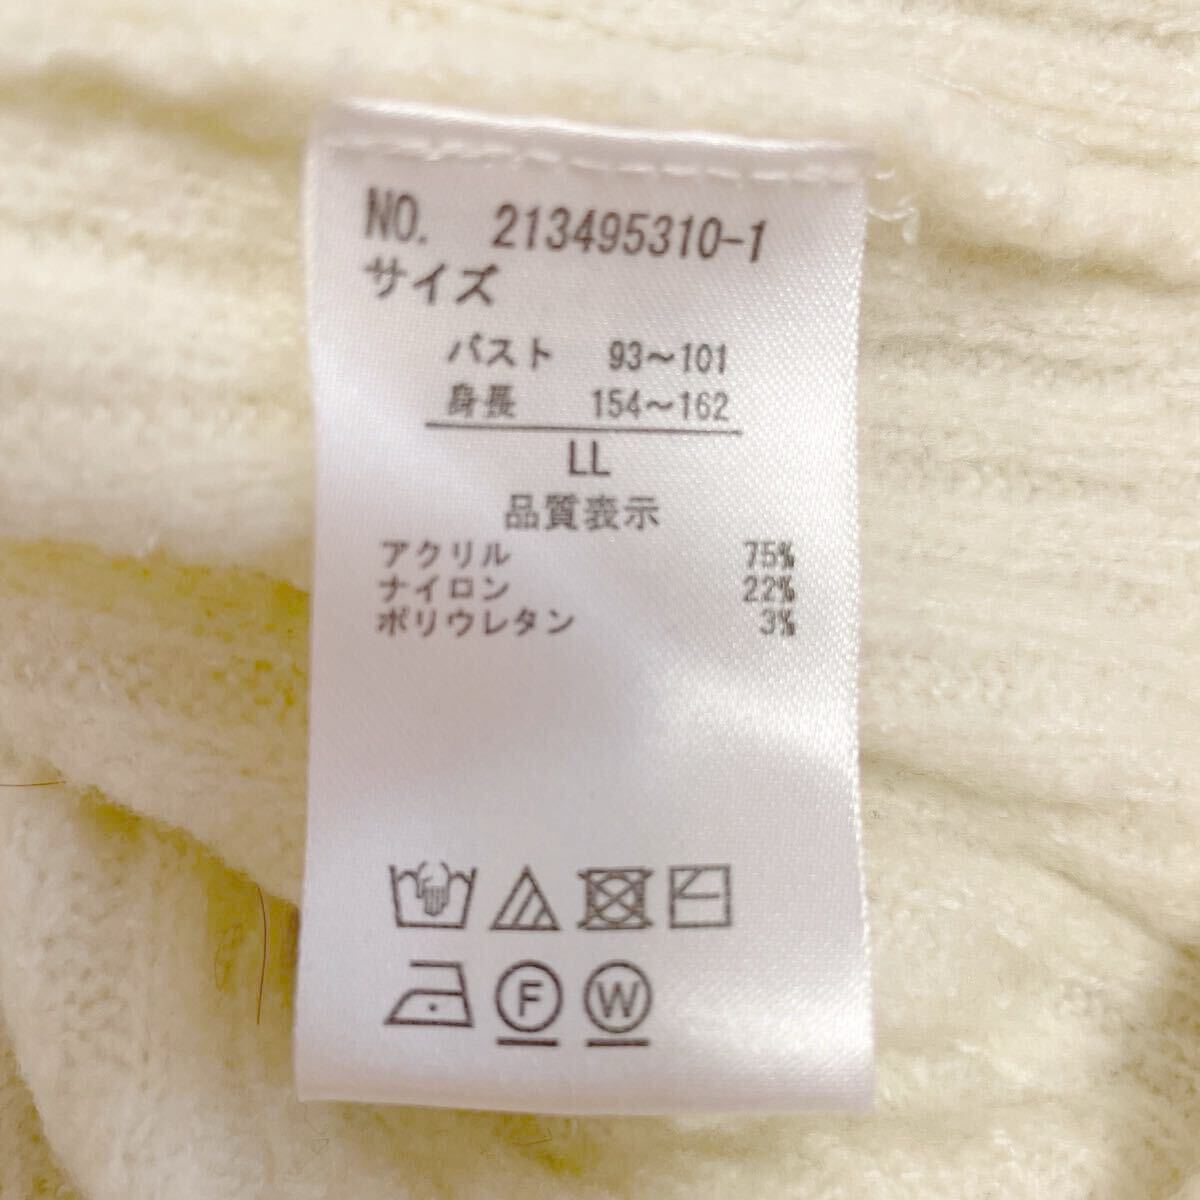 NO. 213495310-1
サイズ
バスト 93～101
身長 154～162
LL
品質表示
アクリル 75%
ナイロン 22%
ポリウレタン 3%
F W